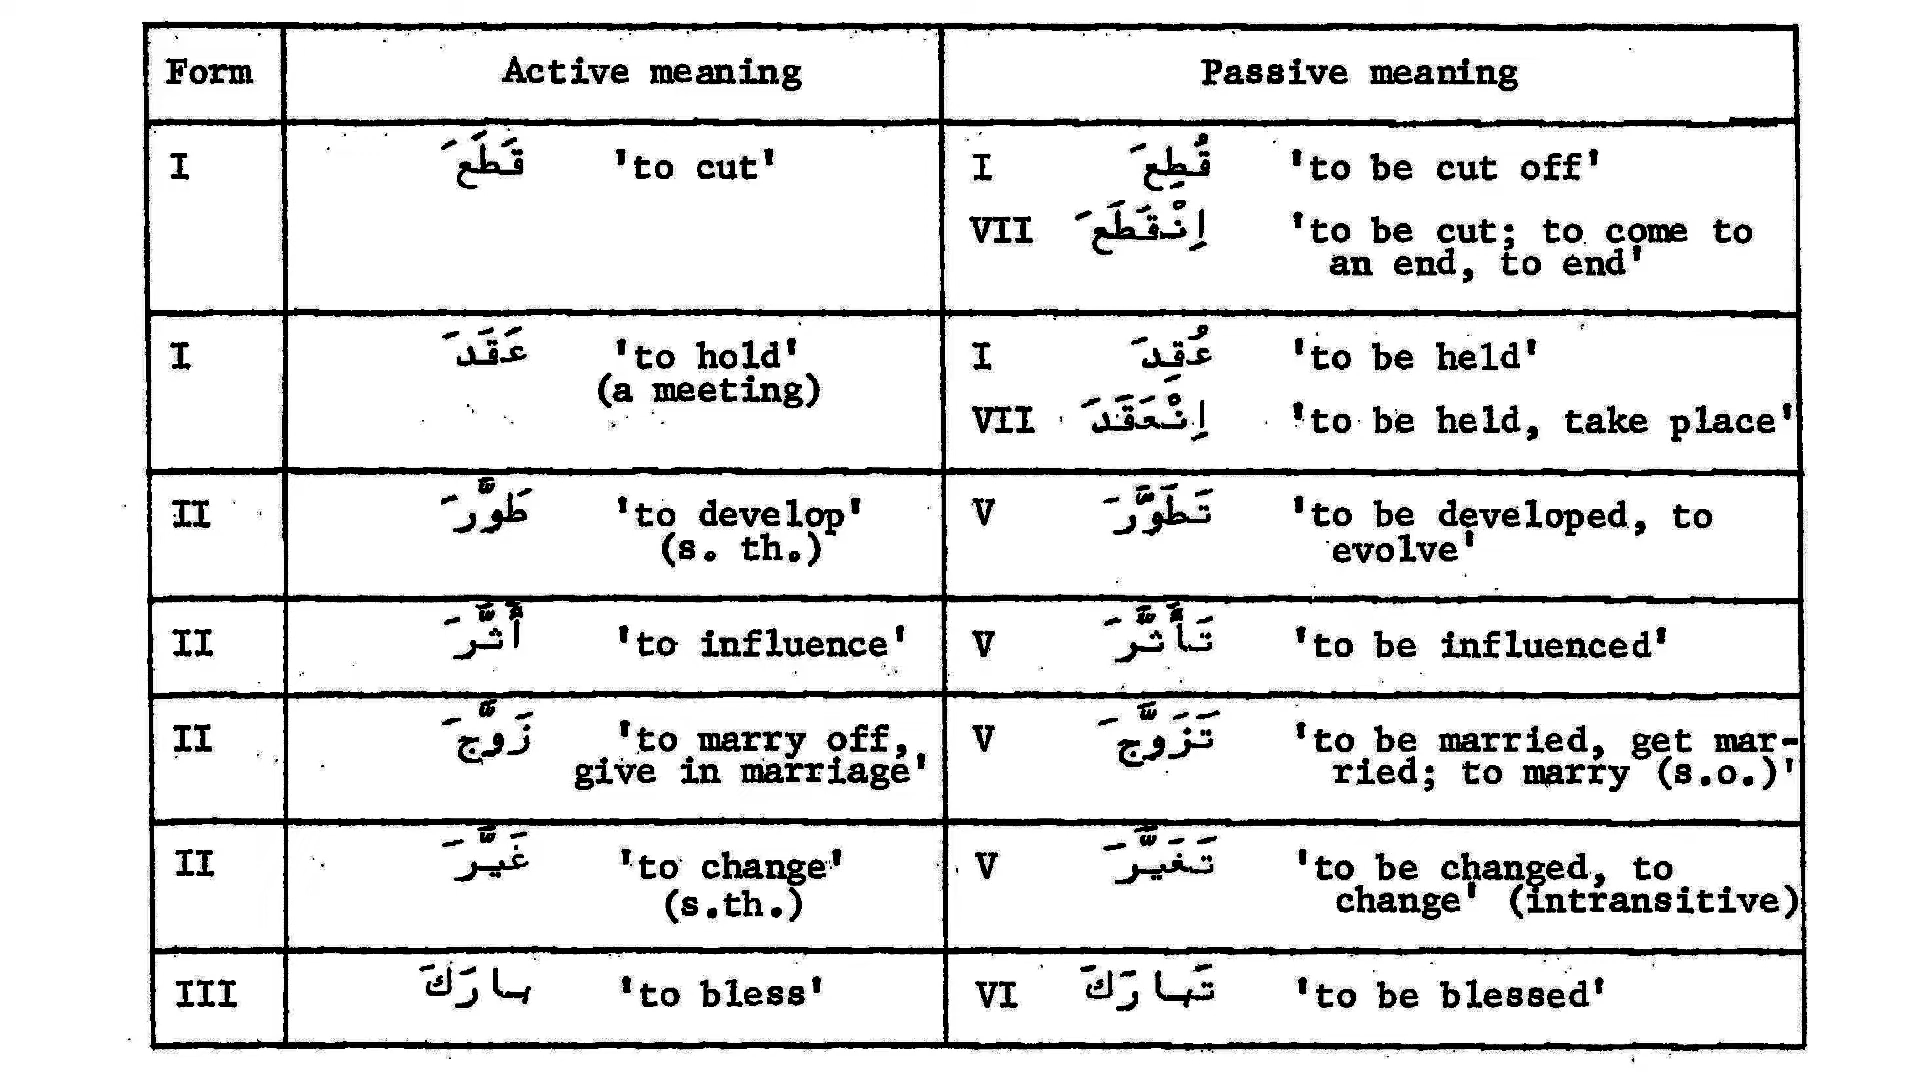 Form Active meaning Passive meaning
I قَطَعَ 'to cut' I قُطِعَ 'to be cut off'
VII اِنْقَطَعَ 'to be cut; to come to
an end, to end'
I عَقَدَ 'to hold' I عُقِدَ 'to be held'
(a meeting)
VII اِنْعَقَدَ 'to be held, take place'
II طَوَّرَ 'to develop' V تَطَوَّرَ 'to be developed, to
(s. th.) evolve'
II أَثَّرَ 'to influence' V تَأَثَّرَ 'to be influenced'
II زَوَّجَ 'to marry off, V تَزَوَّجَ 'to be married, get mar-
give in marriage' ried; to marry (s.o.)'
II غَيَّرَ 'to change' V تَغَيَّرَ 'to be changed, to
(s.th.) change' (intransitive)
III بارَكَ 'to bless' VI تَبارَكَ 'to be blessed'